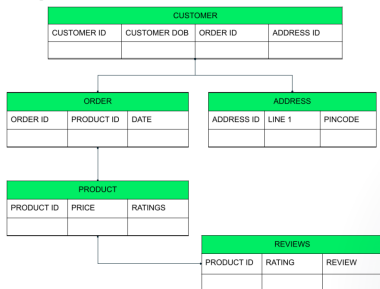 CUSTOMER
CUSTOMER ID CUSTOMER DOB ORDER ID ADDRESS ID
ORDER
ORDER ID PRODUCT ID DATE
ADDRESS
ADDRESS ID LINE 1 PINCODE
PRODUCT
PRODUCT ID PRICE RATINGS
REVIEWS
PRODUCT ID RATING REVIEW